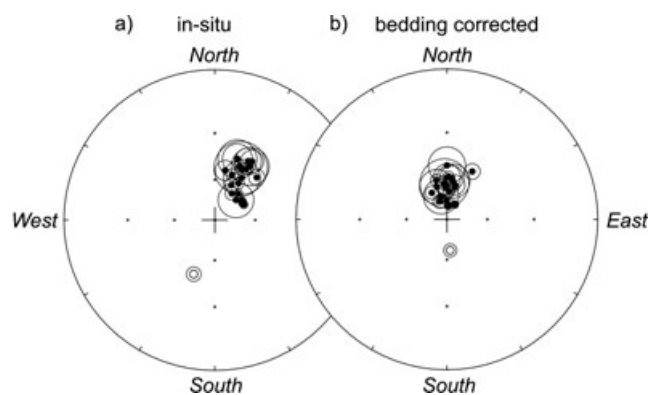 a) in-situ b) bedding corrected
North North
West East
South South